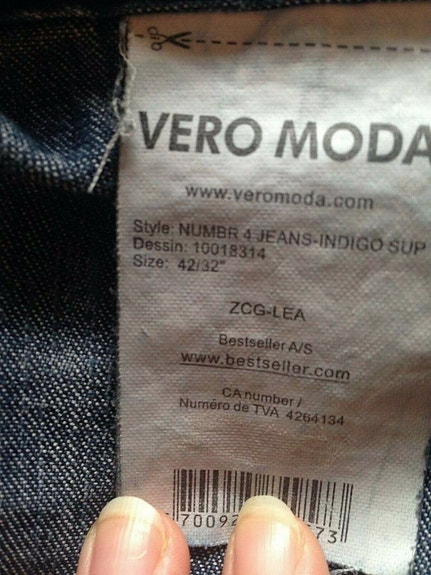 clip
VERO MODA
www.veromoda.com
Style: NUMBR 4 JEANS-INDIGO SUP
Dessin: 10018314
Size: 42/32"
ZCG-LEA
Bestseller A/S
www.bestseller.com
CA number /
Numéro de TVA 4264134